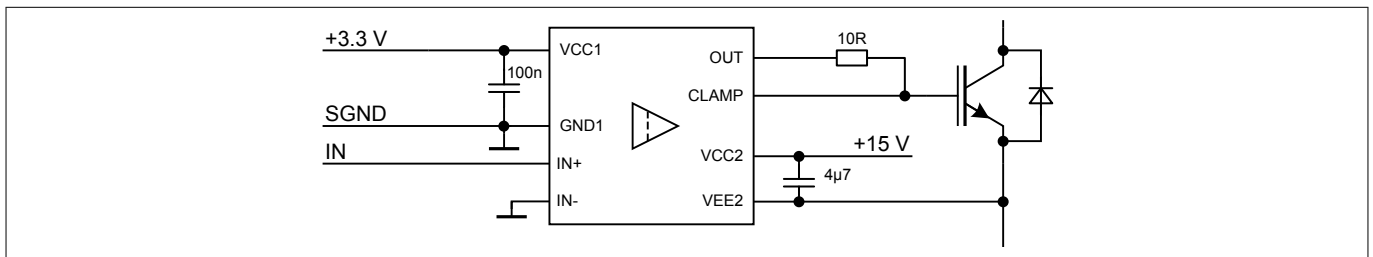 +3.3 V
VCC1
100n
SGND
GND1
IN
IN+
IN-
OUT
10R
CLAMP
VCC2
+15 V
4µ7
VEE2